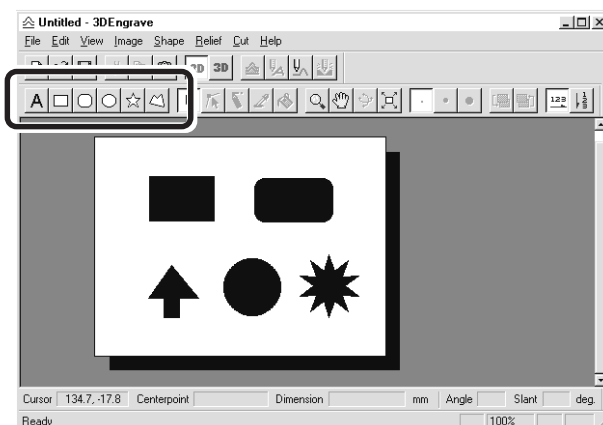 Untitled - 3DEngrave
File Edit View Image Shape Relief Cut Help
2D 3D
A 123
Cursor 134.7, -17.8 Centerpoint Dimension mm Angle Slant deg.
Ready 100%